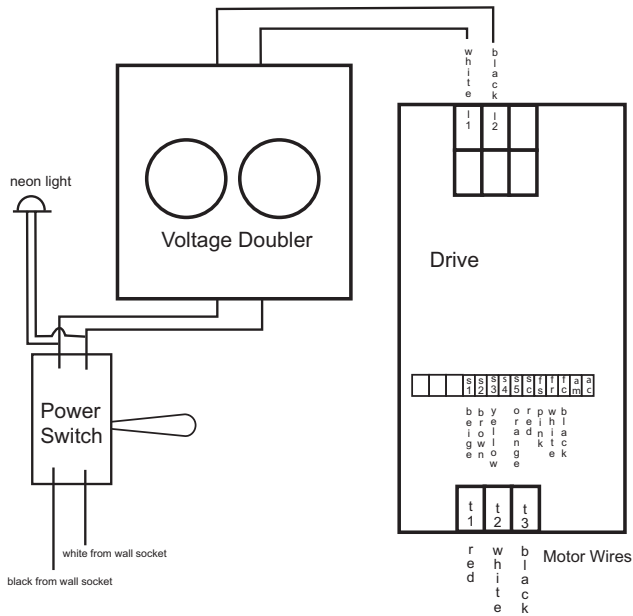 white
black
l1
l2
neon light
Voltage Doubler
Drive
s1 s2 s3 s4 s5 sc fs fr fc am ac
beige
brown
yellow
orange
red
pink
white
black
Power
Switch
t1 t2 t3
white from wall socket
Motor Wires
red
white
black
black from wall socket